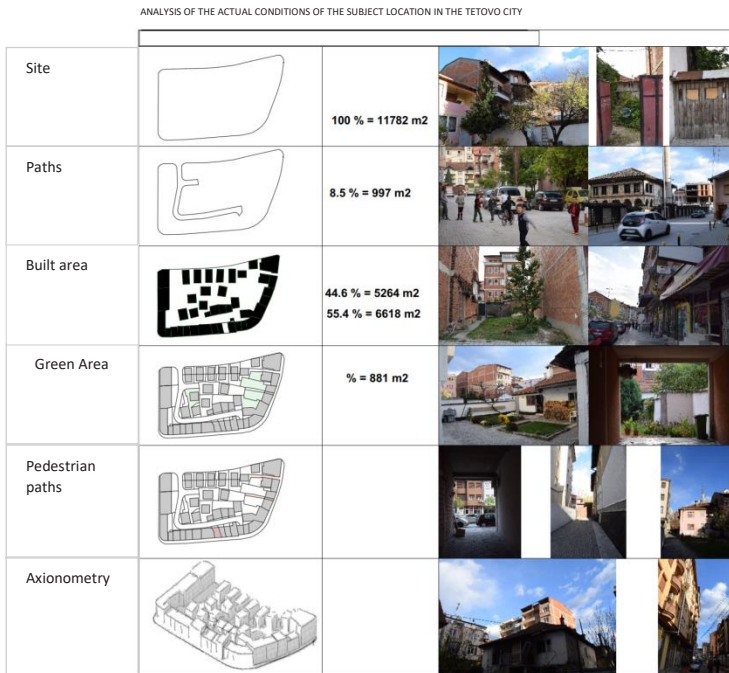 ANALYSIS OF THE ACTUAL CONDITIONS OF THE SUBJECT LOCATION IN THE TETOVO CITY
Site
100 % = 11782 m2
Paths
8.5 % = 997 m2
Built area
44.6 % = 5264 m2
55.4 % = 6618 m2
Green Area
% = 881 m2
Pedestrian
paths
Axionometry